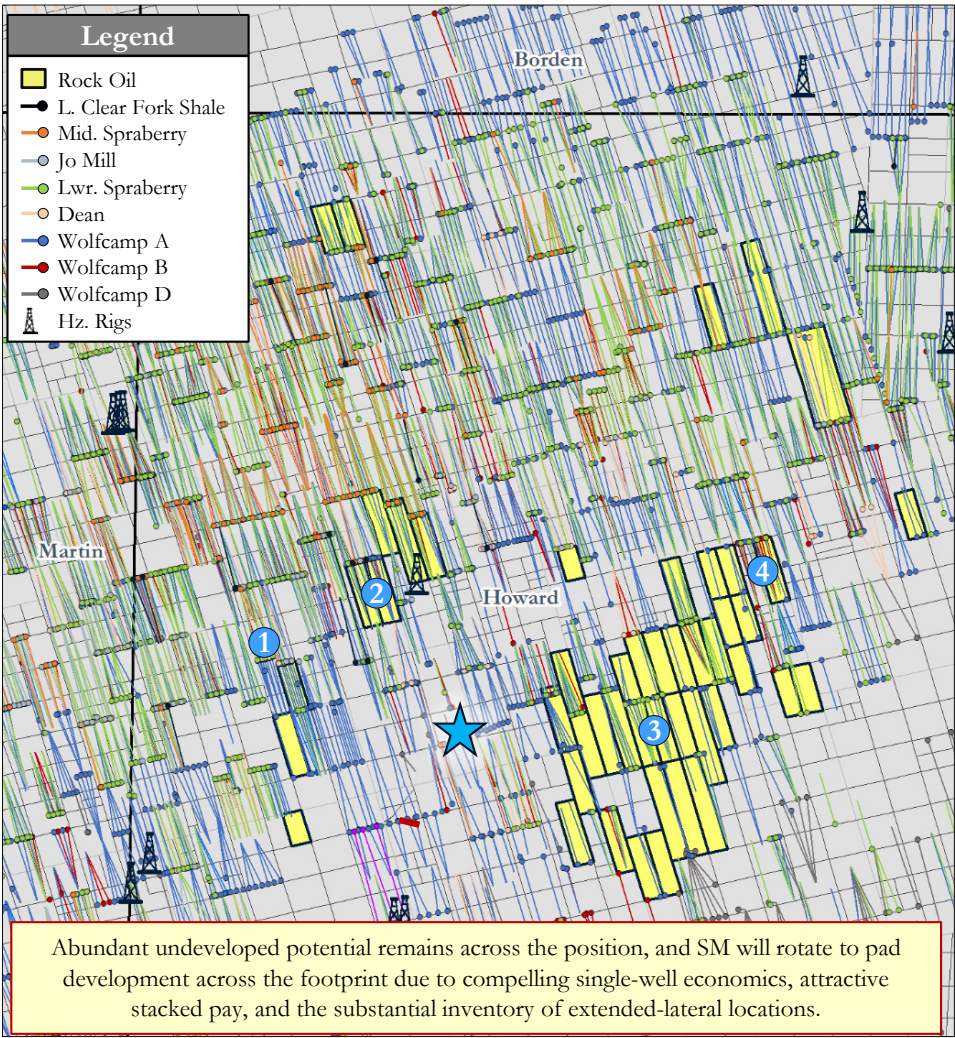 Legend
Rock Oil
L. Clear Fork Shale
Mid. Spraberry
Jo Mill
Lwr. Spraberry
Dean
Wolfcamp A
Wolfcamp B
Wolfcamp D
Hz. Rigs
Borden
Martin
Howard
1
2
3
4
Abundant undeveloped potential remains across the position, and SM will rotate to pad
development across the footprint due to compelling single-well economics, attractive
stacked pay, and the substantial inventory of extended-lateral locations.